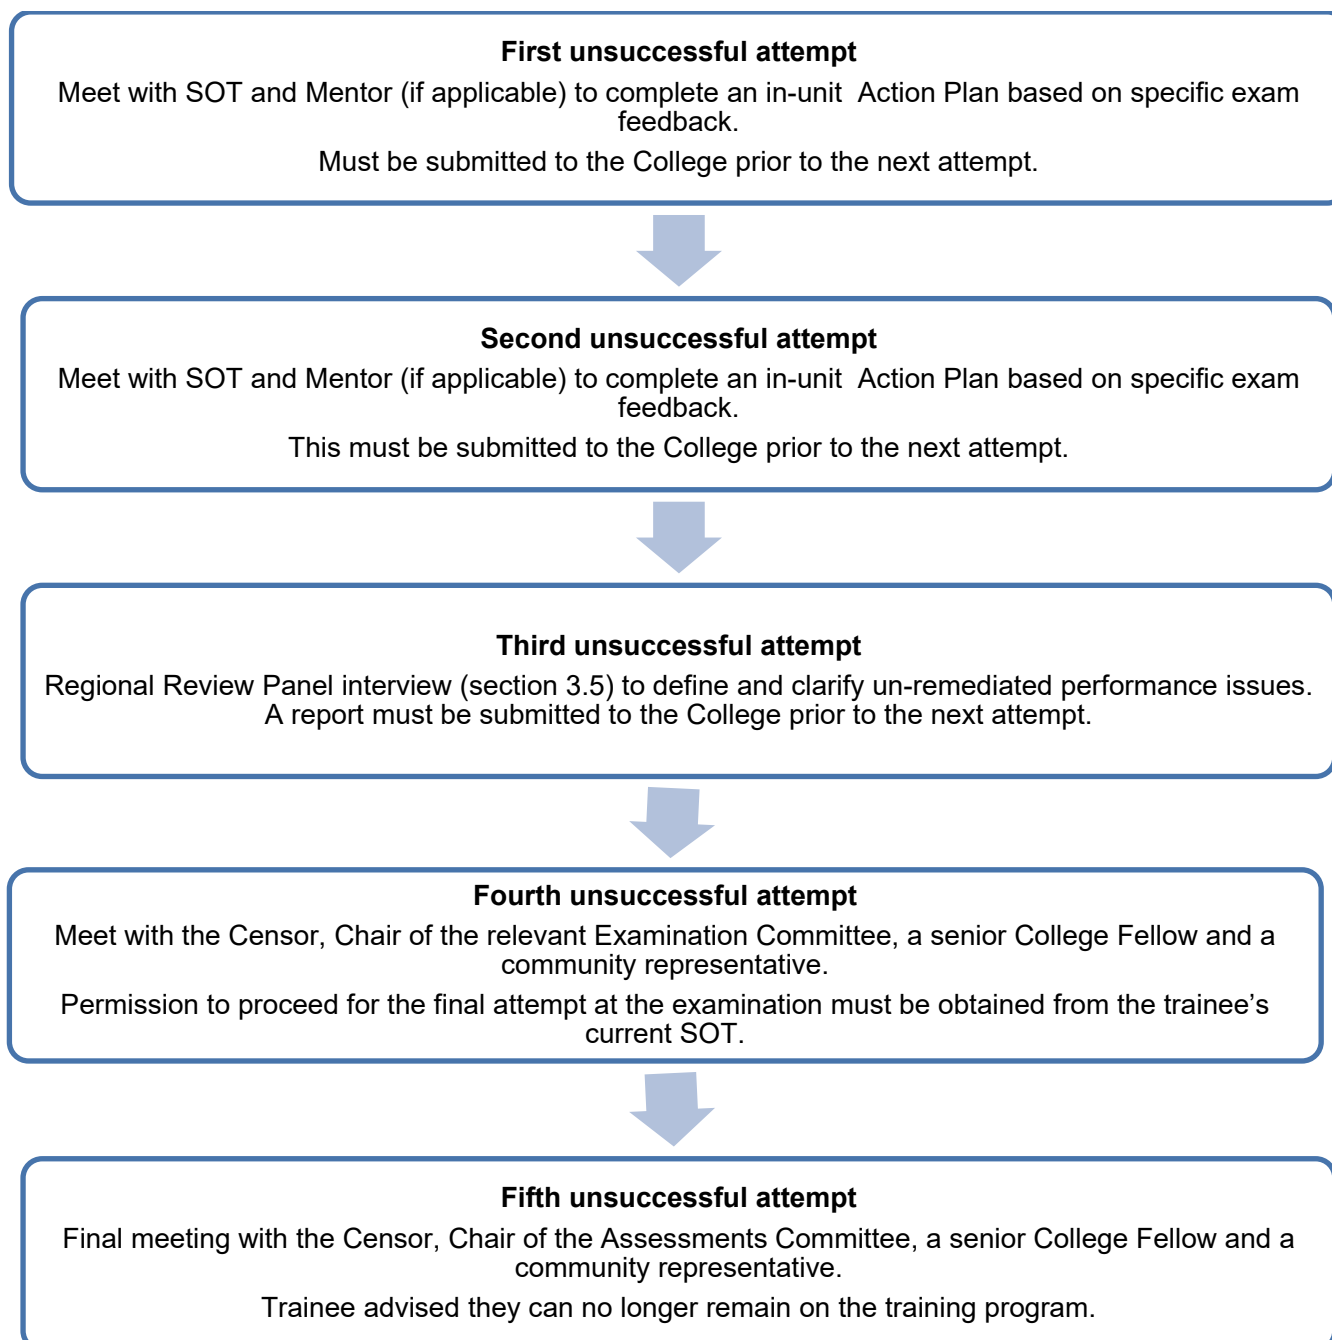 First unsuccessful attempt
Meet with SOT and Mentor (if applicable) to complete an in-unit  Action Plan based on specific exam
feedback.
Must be submitted to the College prior to the next attempt.
Second unsuccessful attempt
Meet with SOT and Mentor (if applicable) to complete an in-unit  Action Plan based on specific exam
feedback.
This must be submitted to the College prior to the next attempt.
Third unsuccessful attempt
Regional Review Panel interview (section 3.5) to define and clarify un-remediated performance issues.
A report must be submitted to the College prior to the next attempt.
Fourth unsuccessful attempt
Meet with the Censor, Chair of the relevant Examination Committee, a senior College Fellow and a
community representative.
Permission to proceed for the final attempt at the examination must be obtained from the trainee’s
current SOT.
Fifth unsuccessful attempt
Final meeting with the Censor, Chair of the Assessments Committee, a senior College Fellow and a
community representative.
Trainee advised they can no longer remain on the training program.